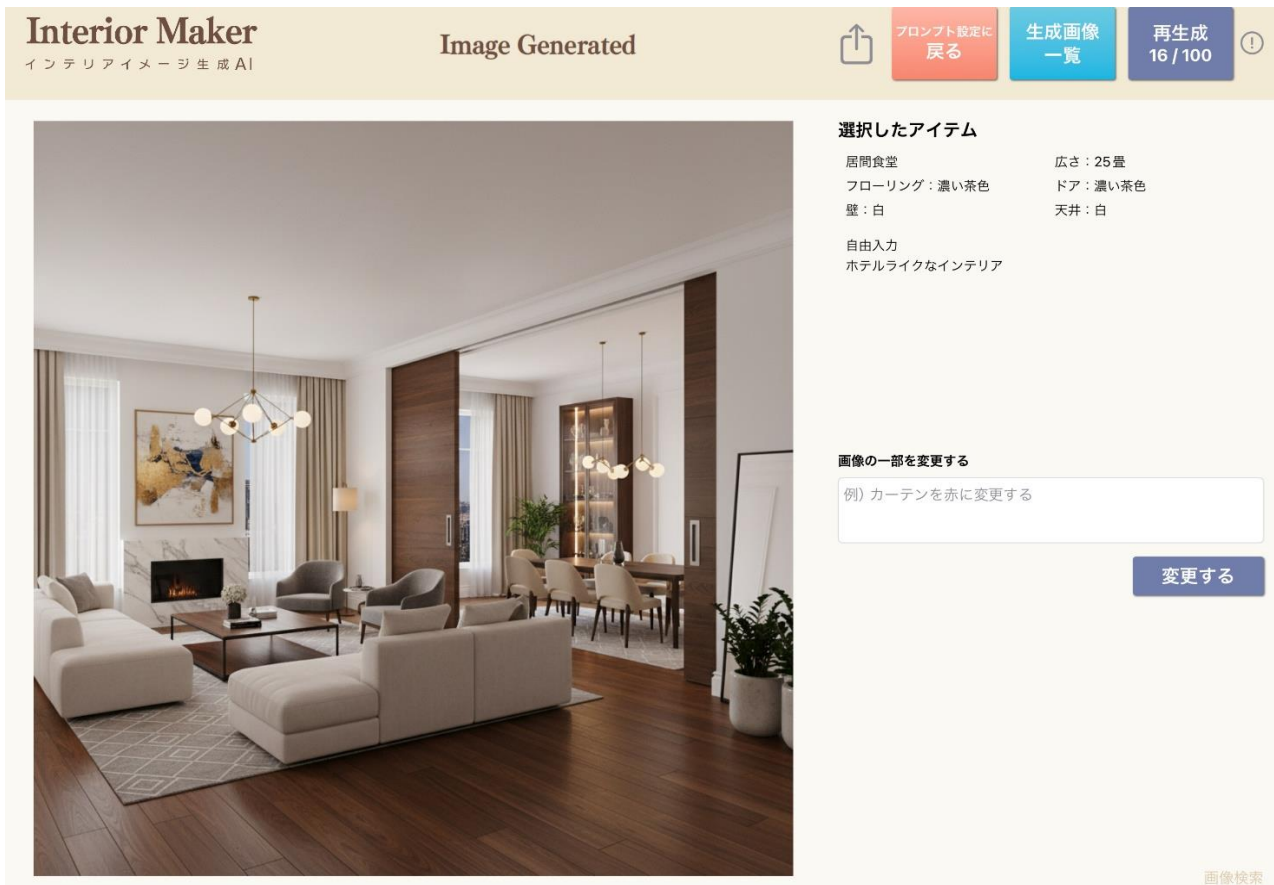 Interior Maker
インテリアイメージ生成AI
Image Generated
プロンプト設定に
戻る
生成画像
一覧
再生成
16 / 100
選択したアイテム
居間食堂
広さ：25畳
フローリング：濃い茶色
ドア：濃い茶色
壁：白
天井：白
自由入力
ホテルライクなインテリア
画像の一部を変更する
例) カーテンを赤に変更する
変更する
画像検索